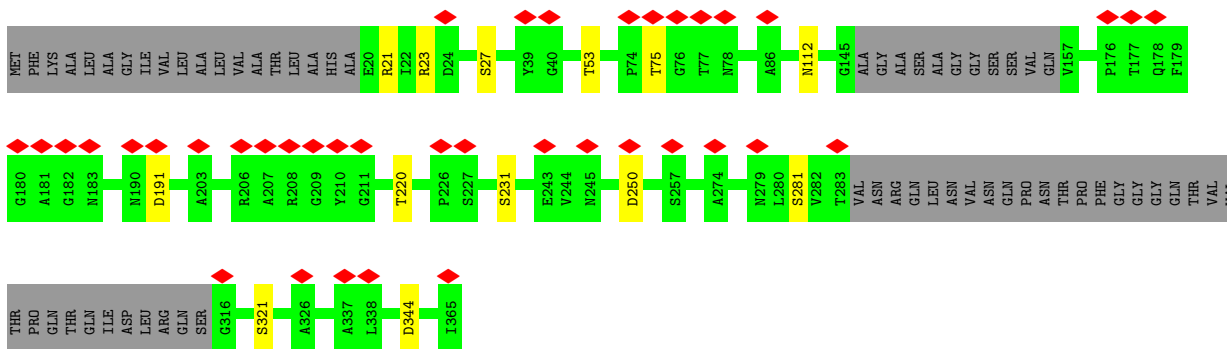 MET PHE LYS ALA LEU ALA GLY ILE VAL LEU ALA LEU VAL ALA THR LEU ALA HIS ALA E20 R21 I22 R23 D24 S27 Y39 G40 T53 P74 T75 G76 T77 N78 A86 N112 G145 ALA GLY ALA SER ALA GLY GLY SER SER VAL GLN V157 P176 T177 Q178 F179
G180 A181 G182 N183 N190 D191 A203 R206 A207 R208 G209 Y210 G211 T220 P226 S227 S231 E243 V244 N245 D250 S257 A274 N279 L280 S281 V282 T283 VAL ASN ARG GLN LEU ASN VAL ASN GLN PRO ASN THR PRO PHE GLY GLY GLY GLN THR VAL
THR PRO GLN THR GLN ILE ASP LEU ARG GLN SER G316 S321 A326 A337 L338 D344 I365